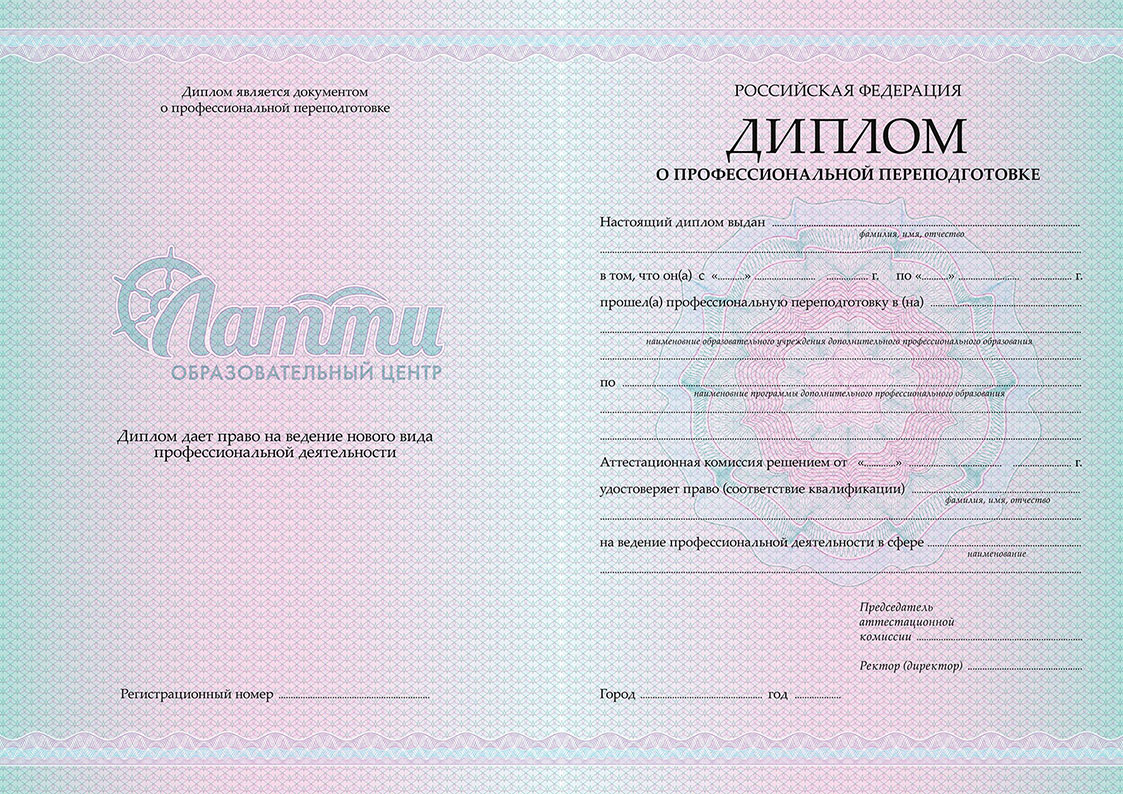 Диплом является документом
о профессиональной переподготовке
Латти
ОБРАЗОВАТЕЛЬНЫЙ ЦЕНТР
Диплом дает право на ведение нового вида
профессиональной деятельности
Регистрационный номер
РОССИЙСКАЯ ФЕДЕРАЦИЯ
ДИПЛОМ
О ПРОФЕССИОНАЛЬНОЙ ПЕРЕПОДГОТОВКЕ
Настоящий диплом выдан
фамилия, имя, отчество
в том, что он(а) с «.........» г. по «.........» г.
прошел(а) профессиональную переподготовку в (на)
наименовние образовательного учреждения дополнительного профессионального образования
по
наименовние программы дополнительного профессионального образования
Аттестационная комиссия решением от «..........» г.
удостоверяет право (соответствие квалификации)
фамилия, имя, отчество
на ведение профессиональной деятельности в сфере
наименование
Председатель
аттестационной
комиссии
Ректор (директор)
Город год